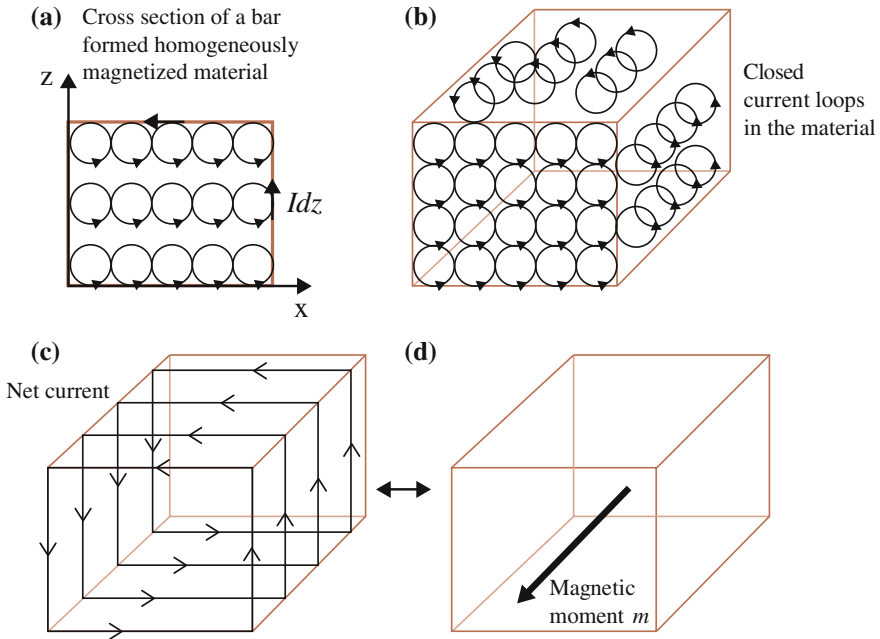 (a) Cross section of a bar
formed homogeneously
magnetized material
z
Idz
x
(b)
Closed
current loops
in the material
(c)
Net current
(d)
Magnetic
moment m